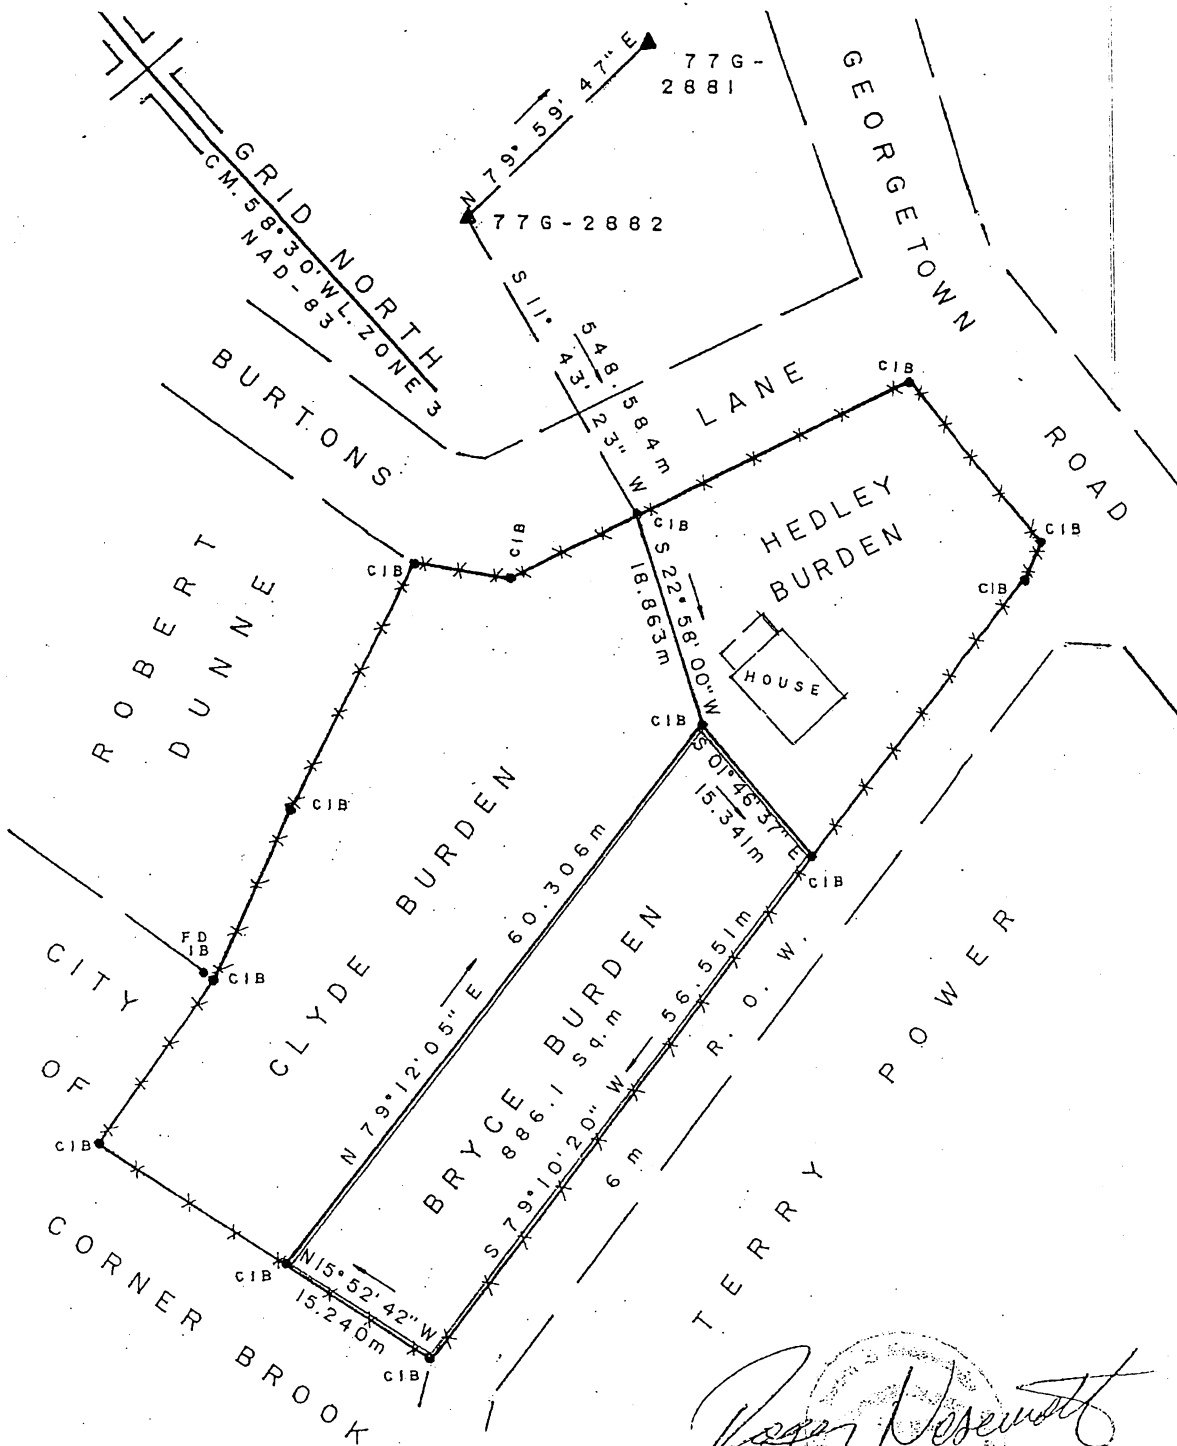 77G-
2881
N 79° 59' 47" E
77G-2882
GRID NORTH
CM. 58°30' WL. ZONE 3
NAD-83
GEORGETOWN
ROAD
S 11° 43' 23" W
548.584m
BURTONS
LANE
CIB
CIB
CIB
CIB
CIB
CIB
HEDLEY
BURDEN
HOUSE
S 22°58'00" W
18.863m
ROBERT
DUNNE
CIB
S 01°46'37" E
15.341m
CIB
CIB
CLYDE BURDEN
N 79°12'05" E 60.306m
BRYCE BURDEN
886.1 Sq.m
S 79°10'20" W 56.551m
6 m R.O.W.
TERRY POWER
FD
IB
CIB
CITY
OF
CORNER BROOK
CIB
CIB
N15°52'42" W
15.240m
CIB